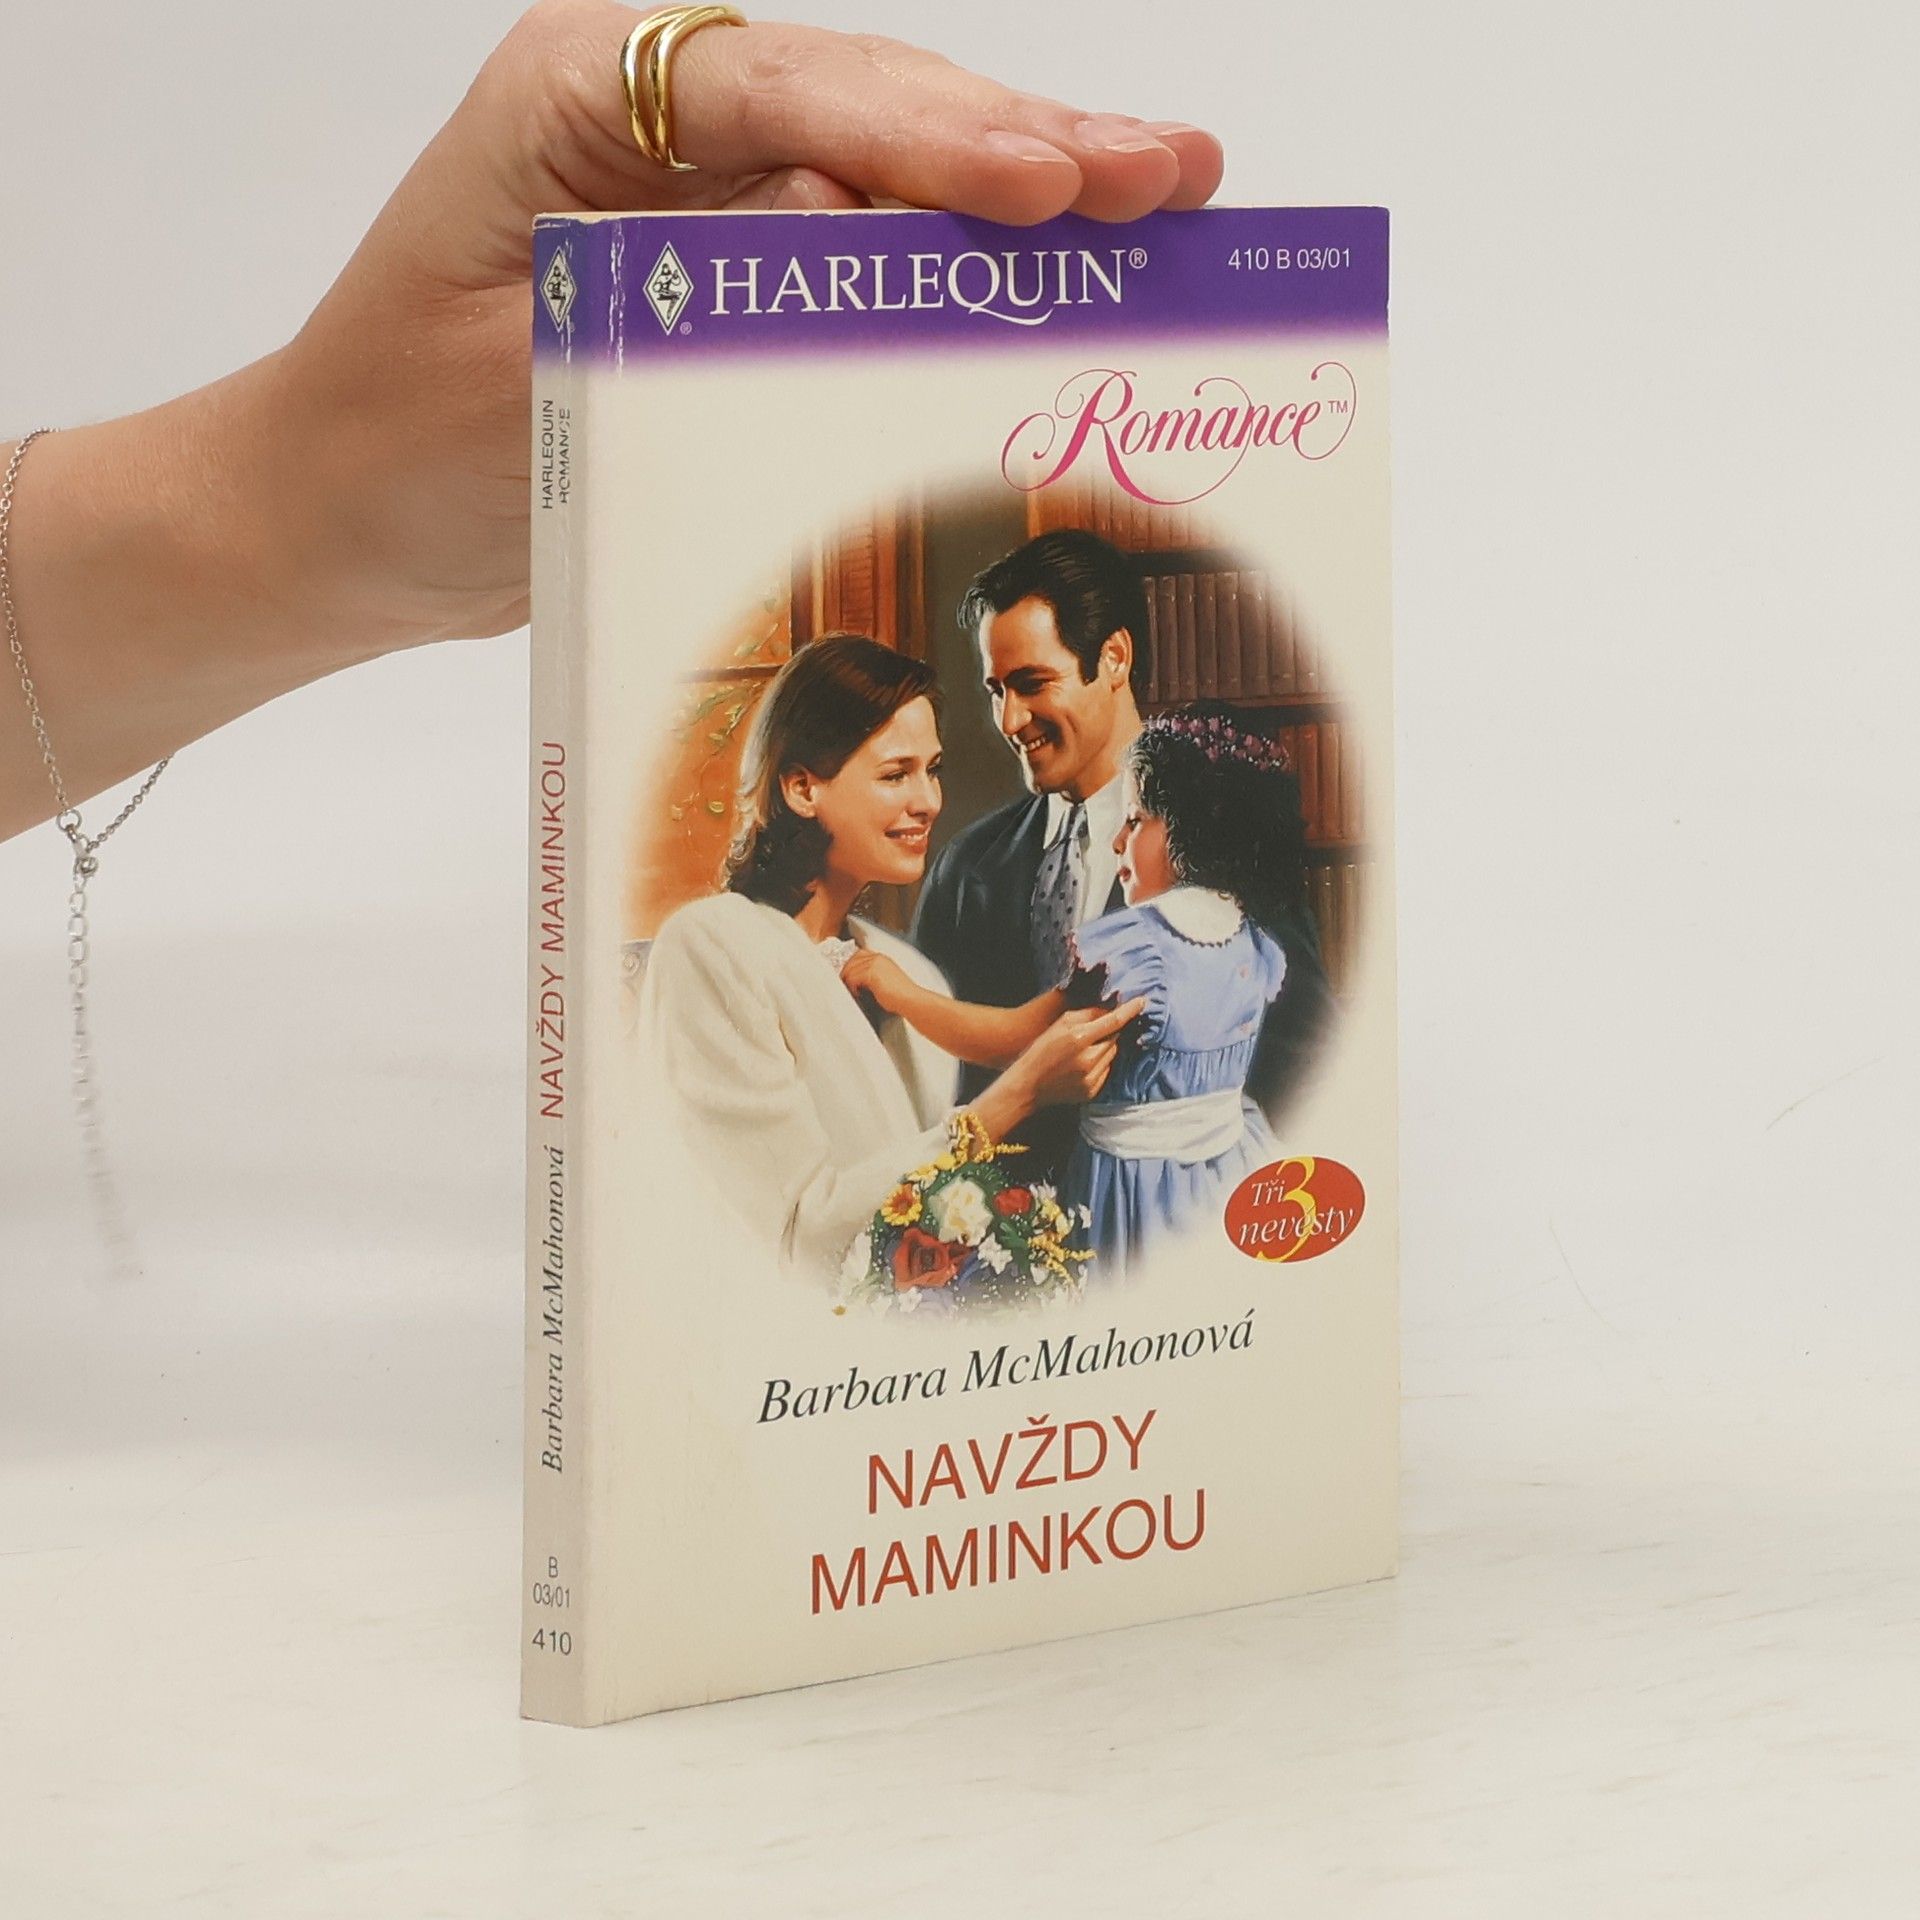 HARLEQUIN®
410 B 03/01
Romance™
Tři
3
nevěsty
Barbara McMahonová
NAVŽDY
MAMINKOU
HARLEQUIN
ROMANCE
Barbara McMahonová NAVŽDY MAMINKOU
B
03/01
410